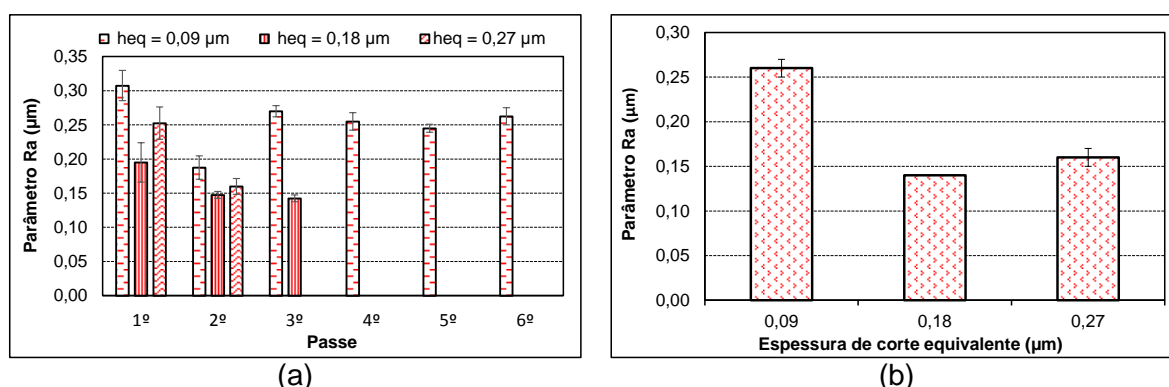 heq = 0,09 µm heq = 0,18 µm heq = 0,27 µm
0,35
0,30
0,25
0,20
0,15
0,10
0,05
0,00
Parâmetro Ra (µm)
1º 2º 3º 4º 5º 6º
Passe
(a)
0,30
0,25
0,20
0,15
0,10
0,05
0,00
Parâmetro Ra (µm)
0,09 0,18 0,27
Espessura de corte equivalente (µm)
(b)